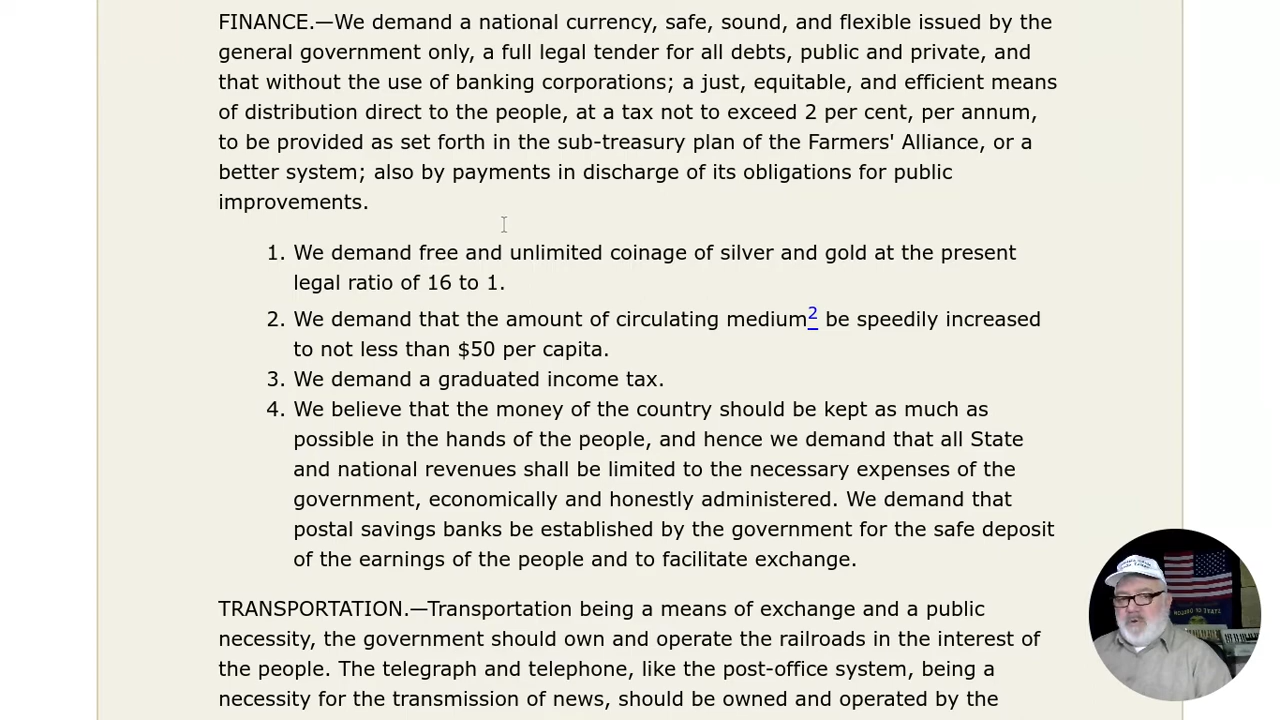 FINANCE.—We demand a national currency, safe, sound, and flexible issued by the
general government only, a full legal tender for all debts, public and private, and
that without the use of banking corporations; a just, equitable, and efficient means
of distribution direct to the people, at a tax not to exceed 2 per cent, per annum,
to be provided as set forth in the sub-treasury plan of the Farmers' Alliance, or a
better system; also by payments in discharge of its obligations for public
improvements.
1. We demand free and unlimited coinage of silver and gold at the present
legal ratio of 16 to 1.
2. We demand that the amount of circulating medium2 be speedily increased
to not less than $50 per capita.
3. We demand a graduated income tax.
4. We believe that the money of the country should be kept as much as
possible in the hands of the people, and hence we demand that all State
and national revenues shall be limited to the necessary expenses of the
government, economically and honestly administered. We demand that
postal savings banks be established by the government for the safe deposit
of the earnings of the people and to facilitate exchange.
TRANSPORTATION.—Transportation being a means of exchange and a public
necessity, the government should own and operate the railroads in the interest of
the people. The telegraph and telephone, like the post-office system, being a
necessity for the transmission of news, should be owned and operated by the